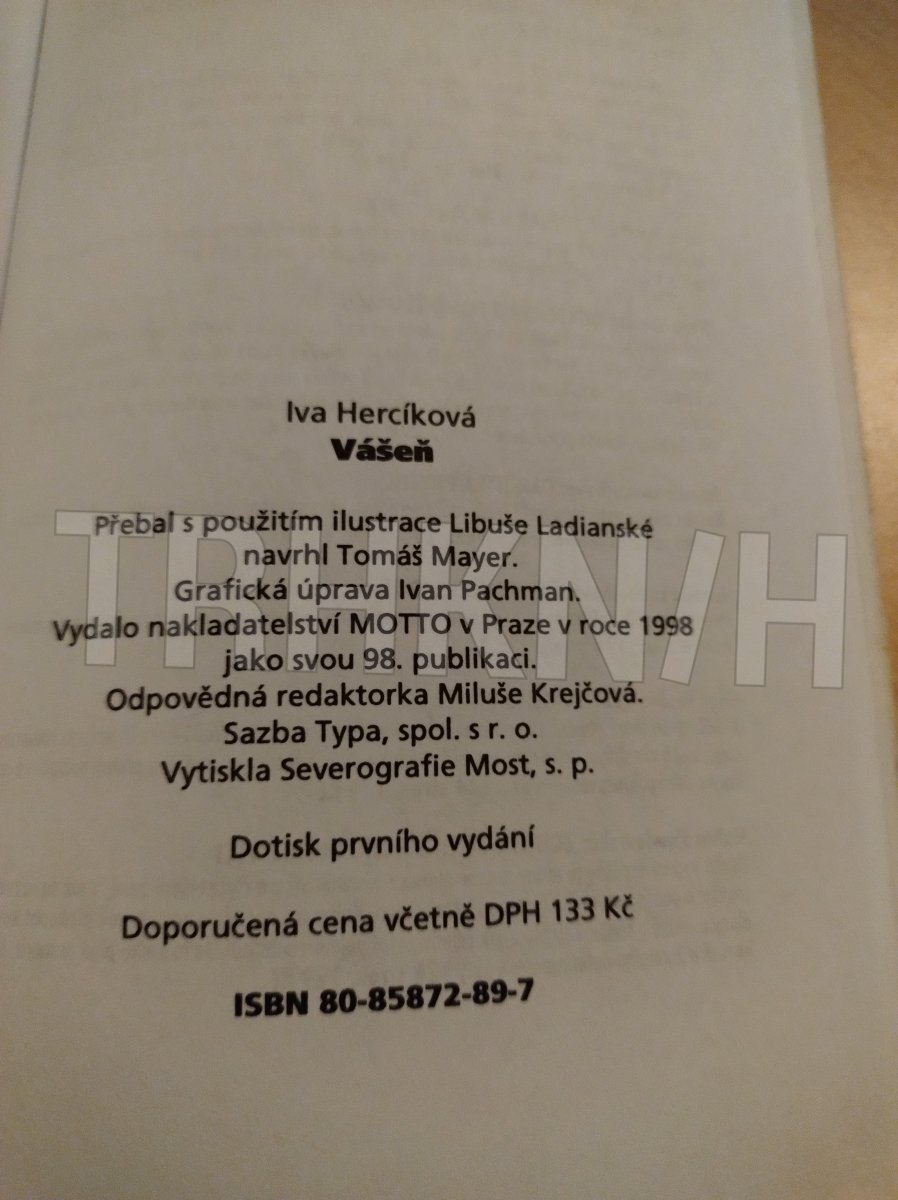 Iva Hercíková
Vášeň
Přebal s použitím ilustrace Libuše Ladianské
navrhl Tomáš Mayer.
Grafická úprava Ivan Pachman.
Vydalo nakladatelství MOTTO v Praze v roce 1998
jako svou 98. publikaci.
Odpovědná redaktorka Miluše Krejčová.
Sazba Typa, spol. s r. o.
Vytiskla Severografie Most, s. p.
Dotisk prvního vydání
Doporučená cena včetně DPH 133 Kč
ISBN 80-85872-89-7